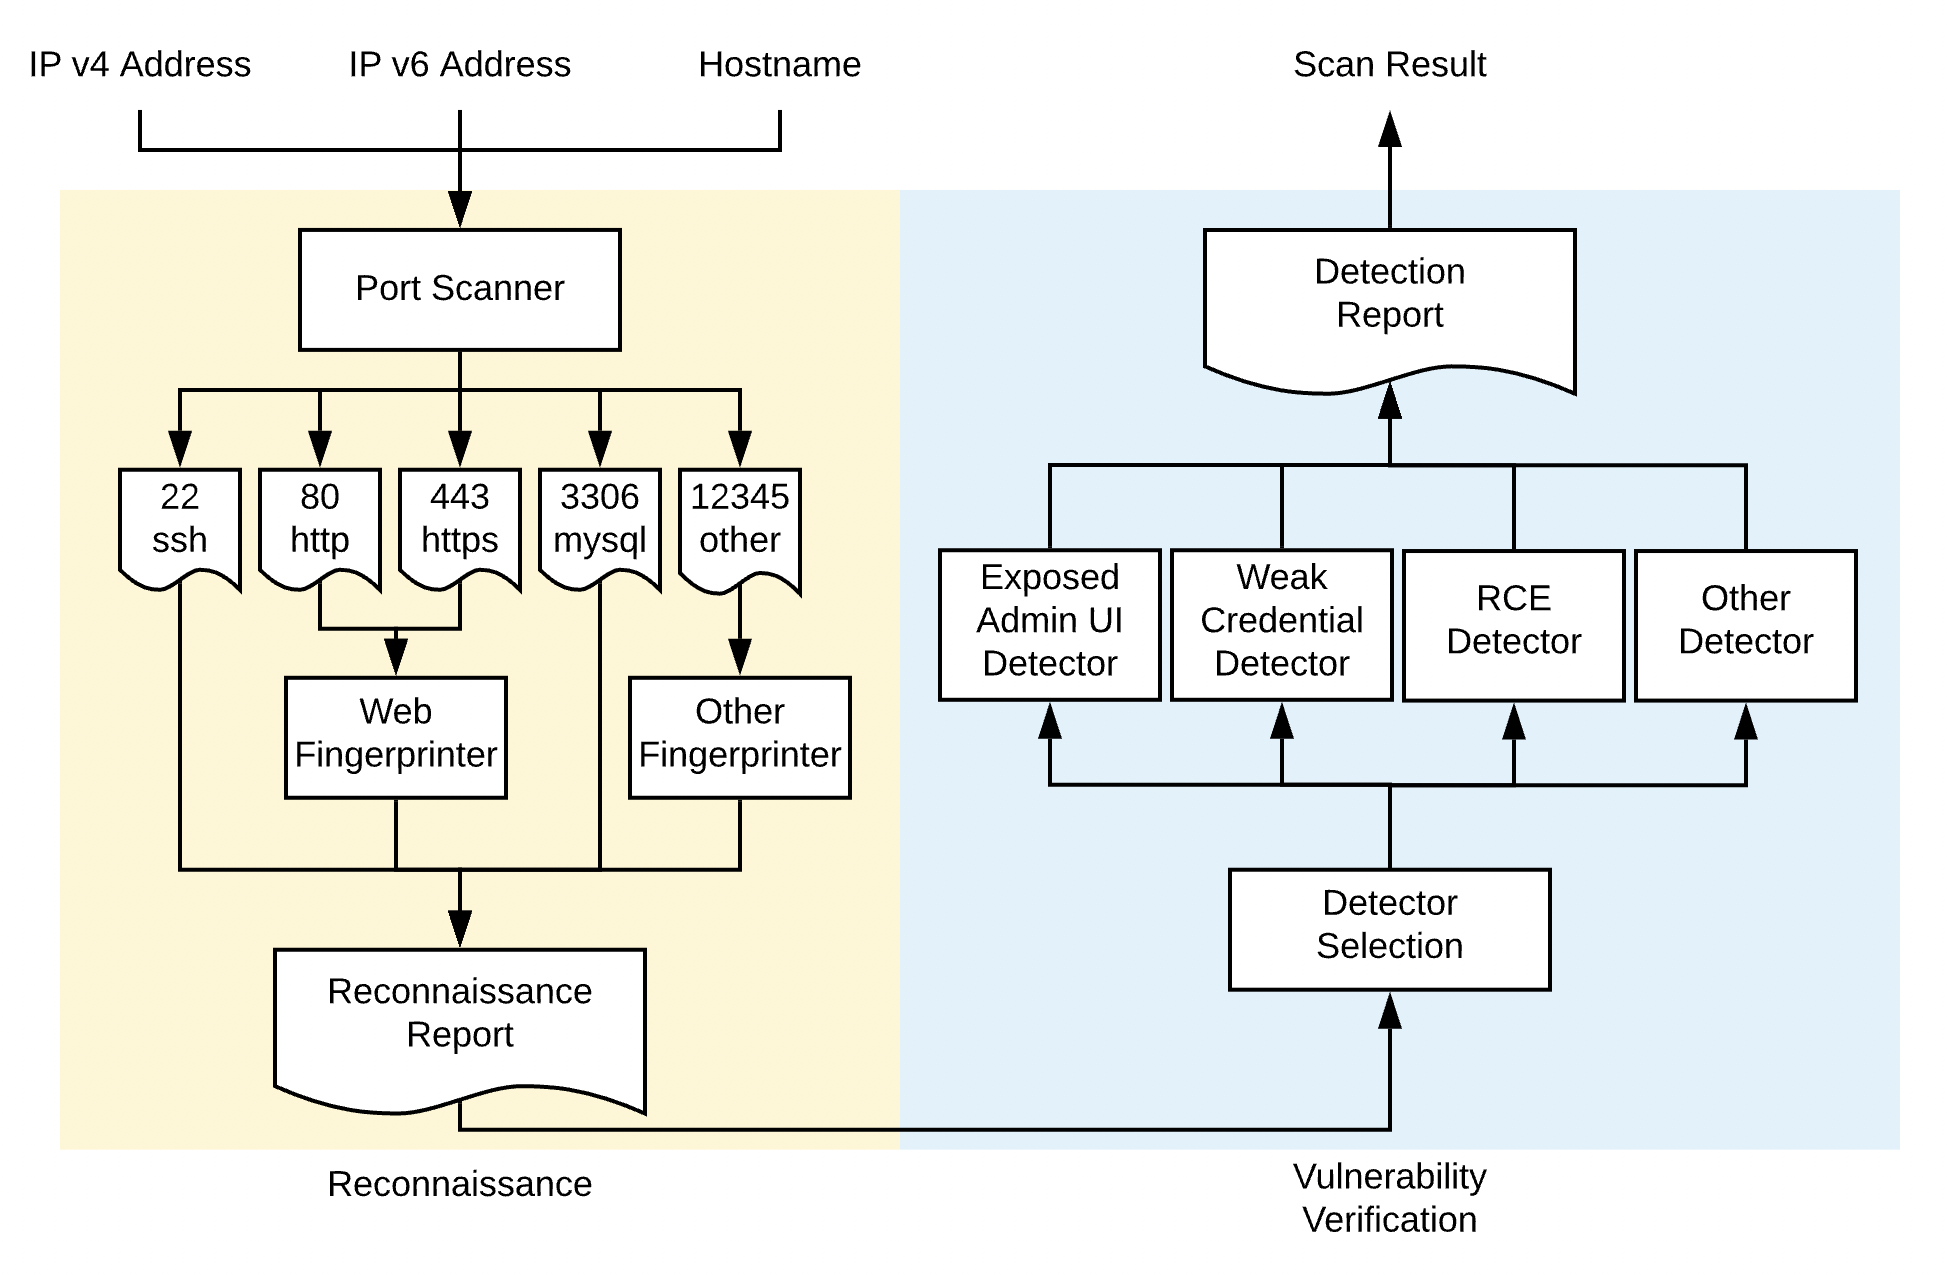 IP v4 Address
IP v6 Address
Hostname
Scan Result
Port Scanner
22
ssh
80
http
443
https
3306
mysql
12345
other
Web
Fingerprinter
Other
Fingerprinter
Reconnaissance
Report
Reconnaissance
Detection
Report
Exposed
Admin UI
Detector
Weak
Credential
Detector
RCE
Detector
Other
Detector
Detector
Selection
Vulnerability
Verification